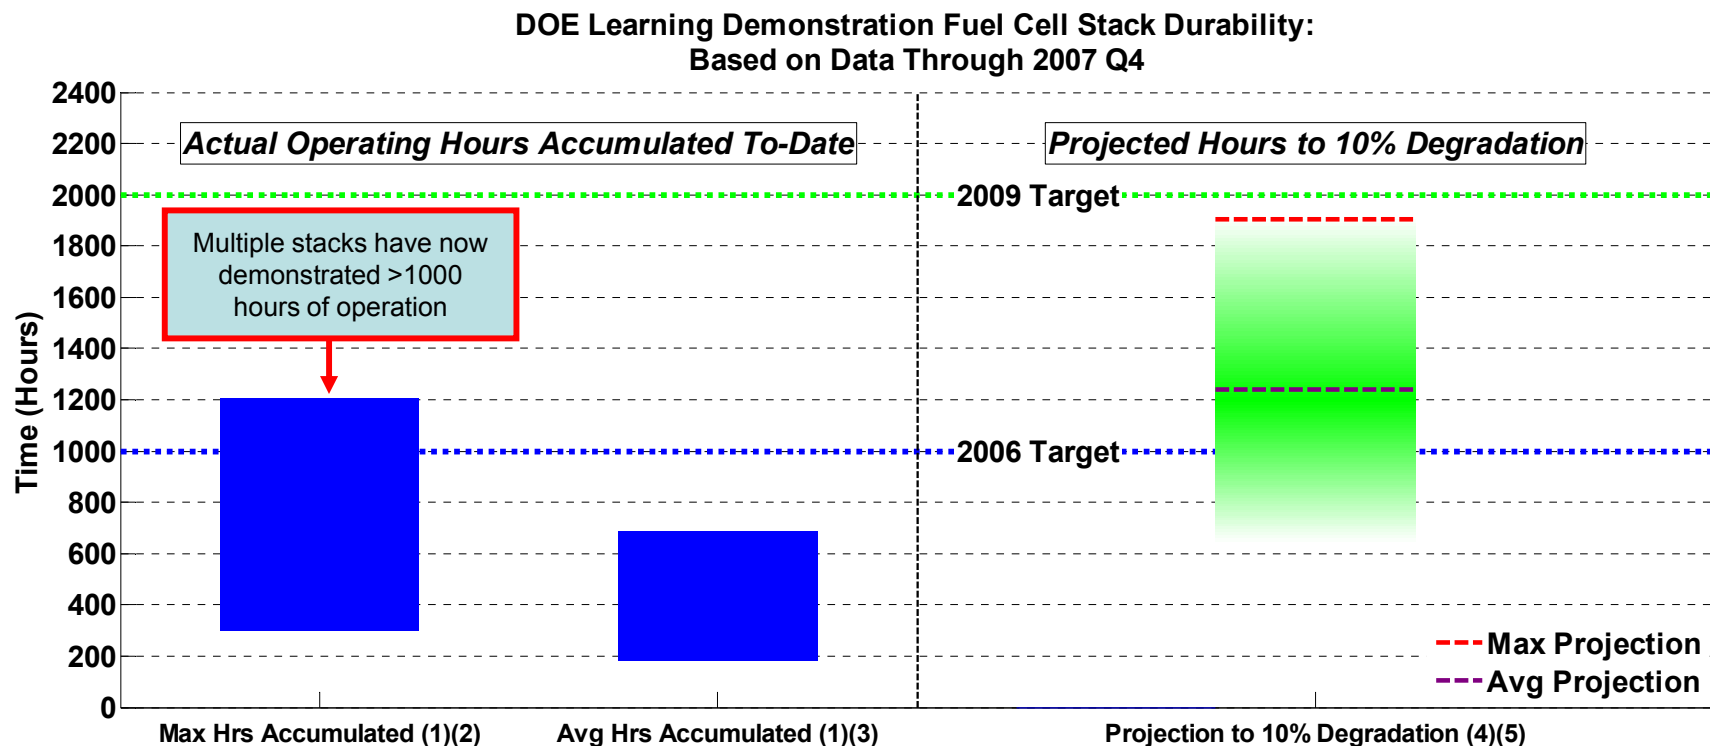 DOE Learning Demonstration Fuel Cell Stack Durability:
Based on Data Through 2007 Q4
Time (Hours)
2400
2200
2000
1800
1600
1400
1200
1000
800
600
400
200
0
Actual Operating Hours Accumulated To-Date
Projected Hours to 10% Degradation
2009 Target
Multiple stacks have now
demonstrated >1000
hours of operation
2006 Target
Max Projection
Avg Projection
Max Hrs Accumulated (1)(2)
Avg Hrs Accumulated (1)(3)
Projection to 10% Degradation (4)(5)